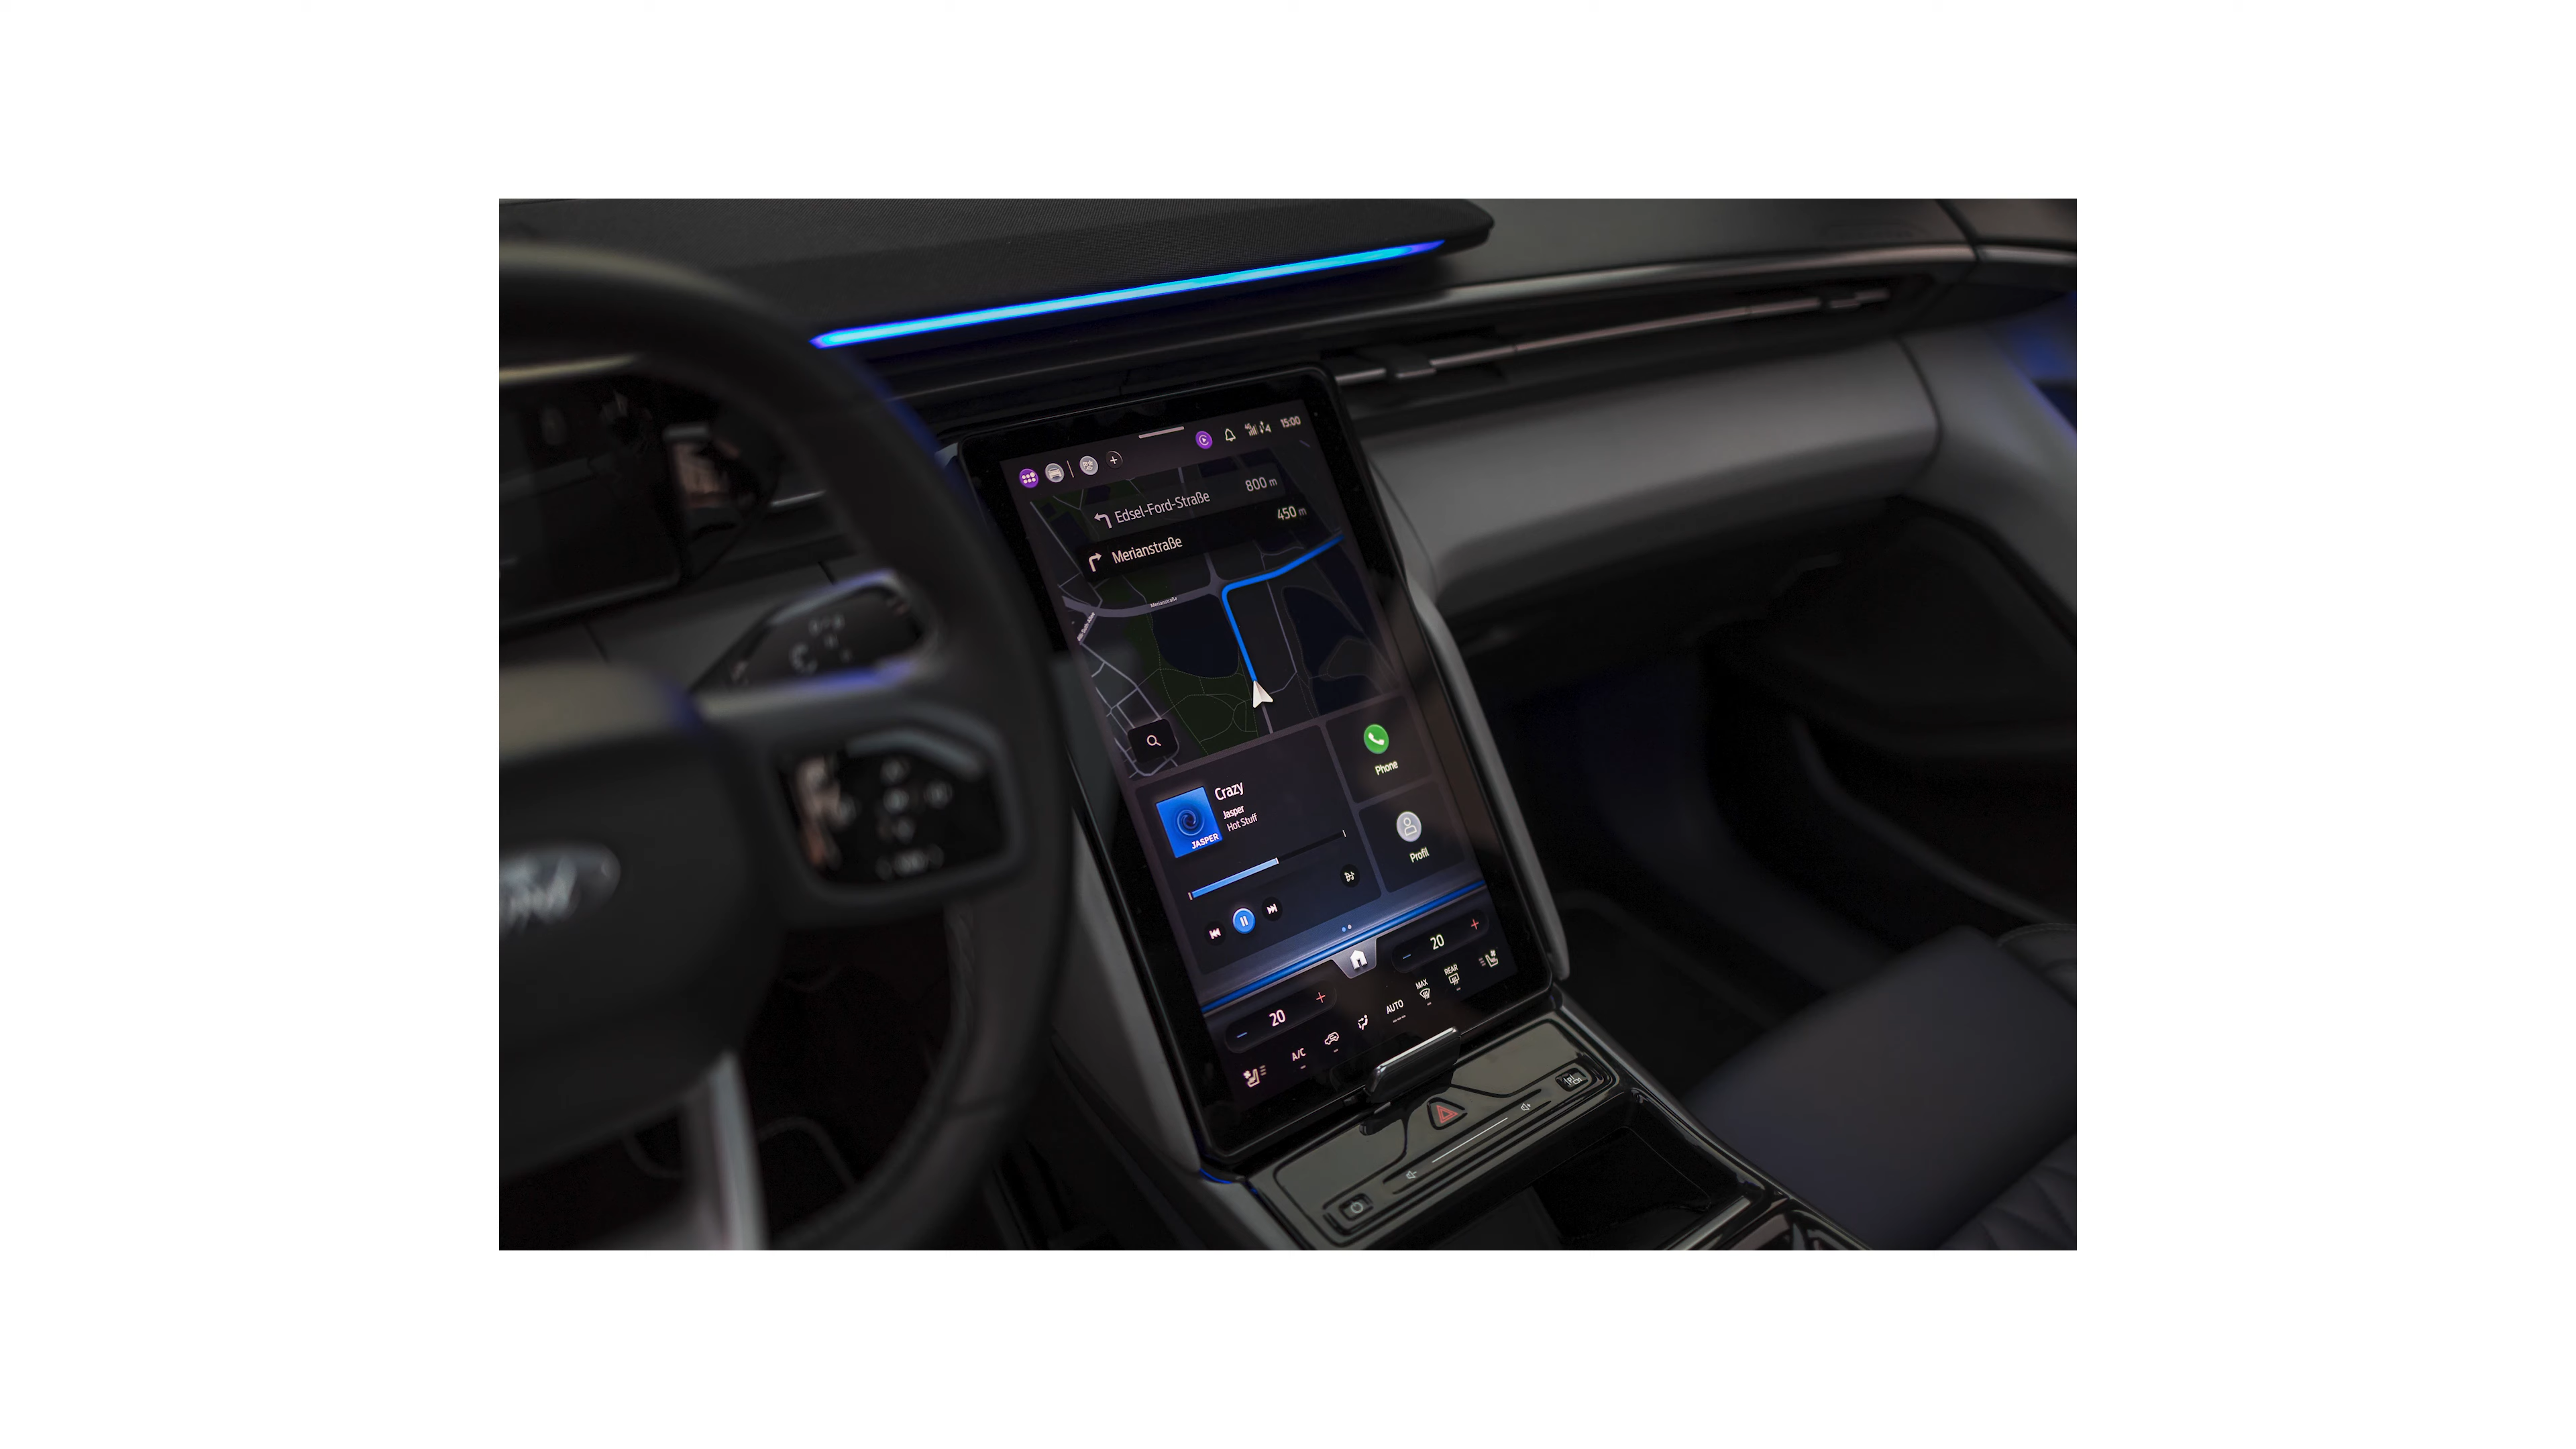 15:00
Edsel-Ford-Straße 800 m
Merianstraße 450 m
Merianstraße
Crazy
Jasper
Hot Stuff
JASPER
Phone
Profil
20
20
A/C
AUTO
MAX
REAR